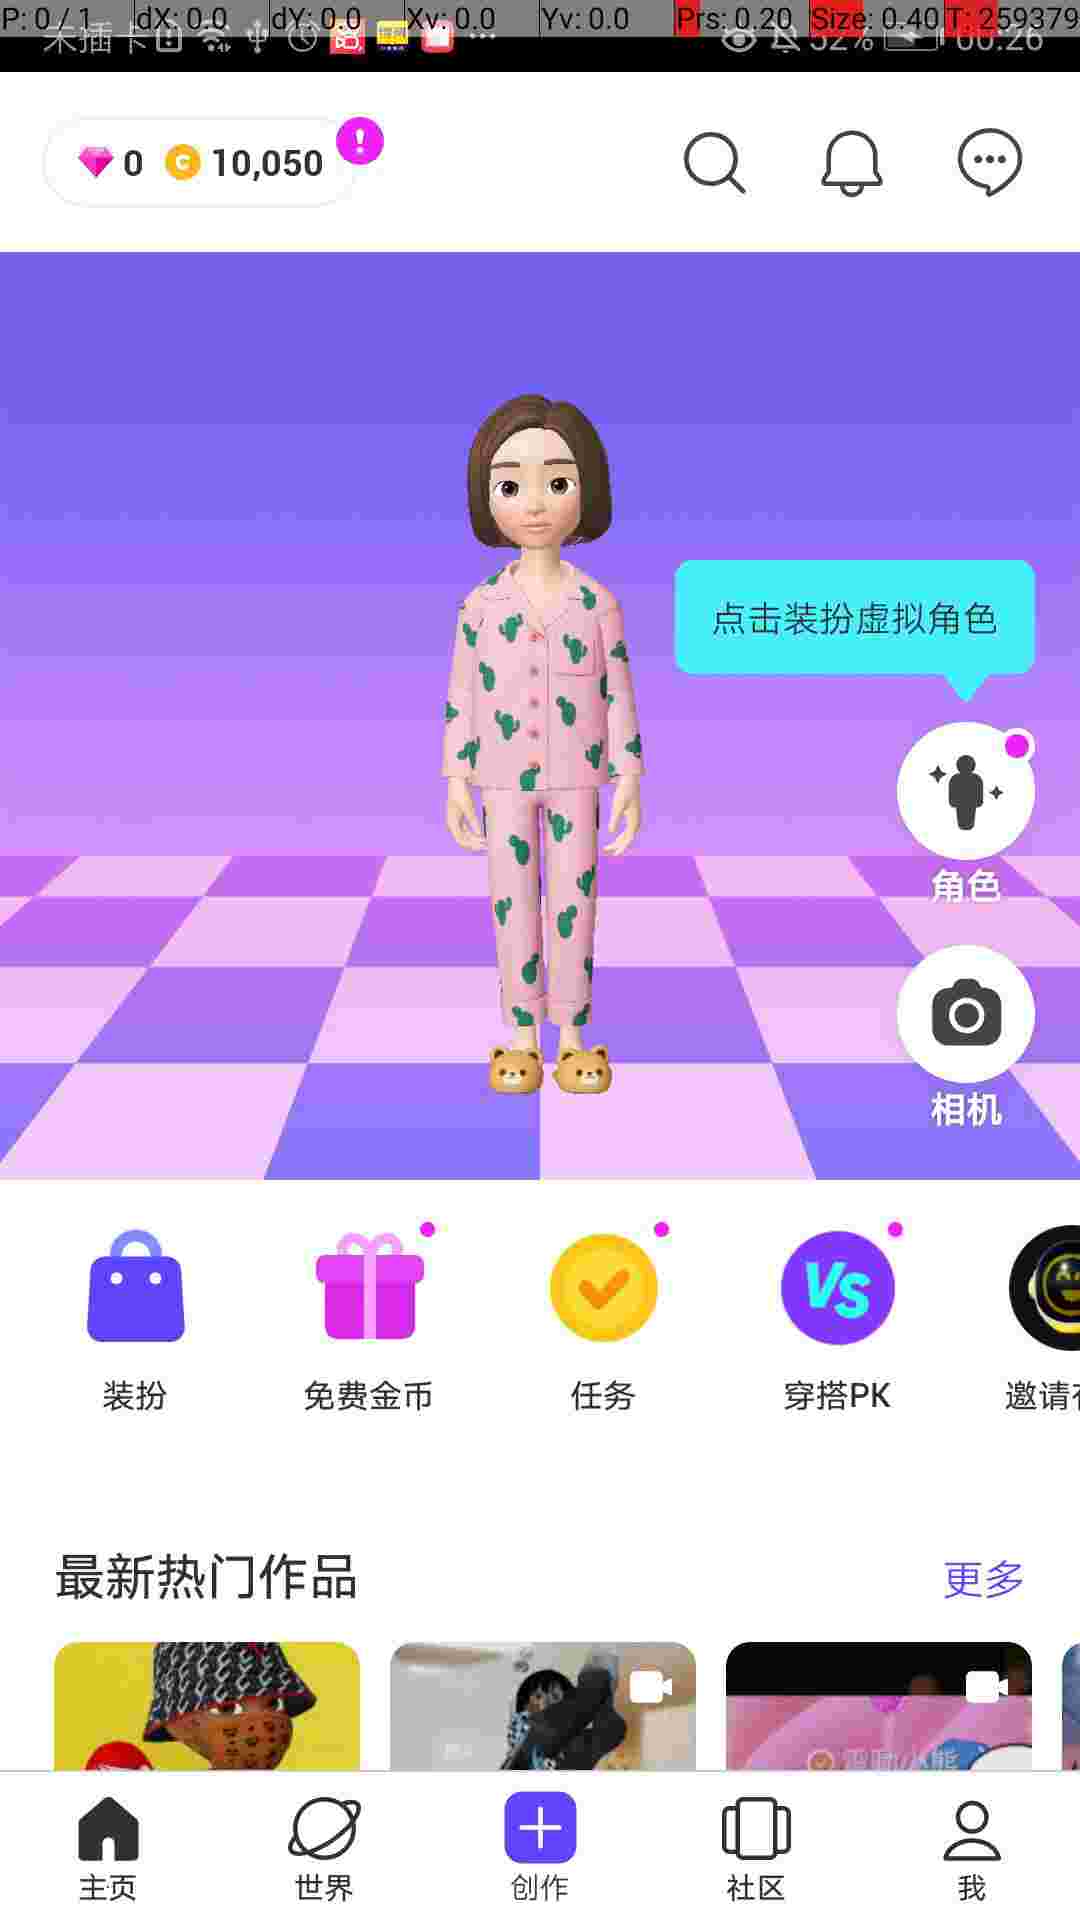 P: 0 / 1 dX: 0.0 dY: 0.0 Xv: 0.0 Yv: 0.0 Prs: 0.20 Size: 0.40 T: 259379
未插卡 52% 00:26
0 C 10,050 !
点击装扮虚拟角色
角色
相机
VS
装扮 免费金币 任务 穿搭PK 邀请
最新热门作品 更多
主页 世界 创作 社区 我